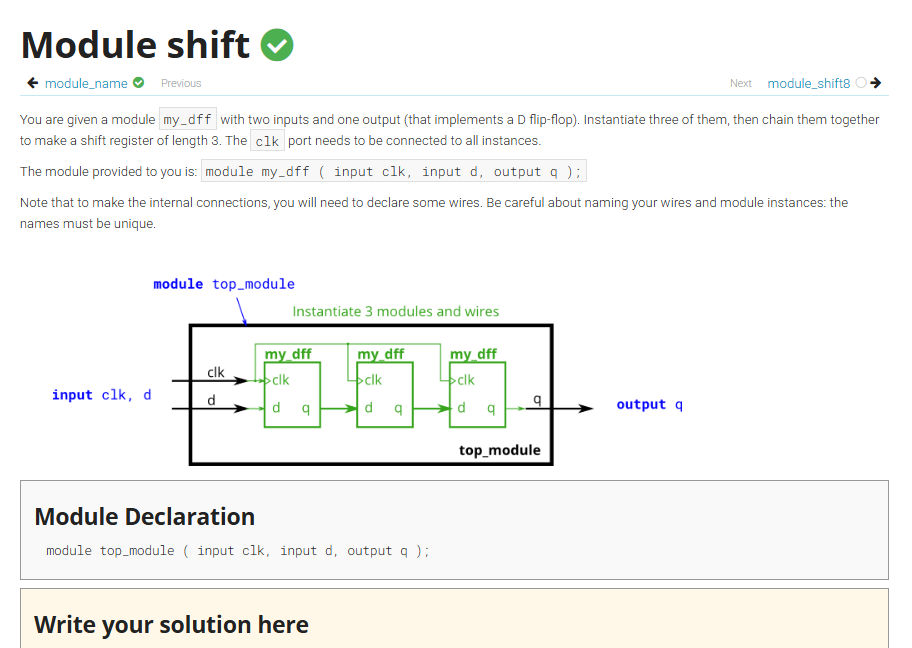 Module shift
module_name Previous Next module_shift8
You are given a module my_dff with two inputs and one output (that implements a D flip-flop). Instantiate three of them, then chain them together
to make a shift register of length 3. The clk port needs to be connected to all instances.
The module provided to you is: module my_dff ( input clk, input d, output q );
Note that to make the internal connections, you will need to declare some wires. Be careful about naming your wires and module instances: the
names must be unique.
module top_module
Instantiate 3 modules and wires
my_dff my_dff my_dff
clk clk clk clk
input clk, d
d d q d q d q q
output q
top_module
Module Declaration
module top_module ( input clk, input d, output q );
Write your solution here